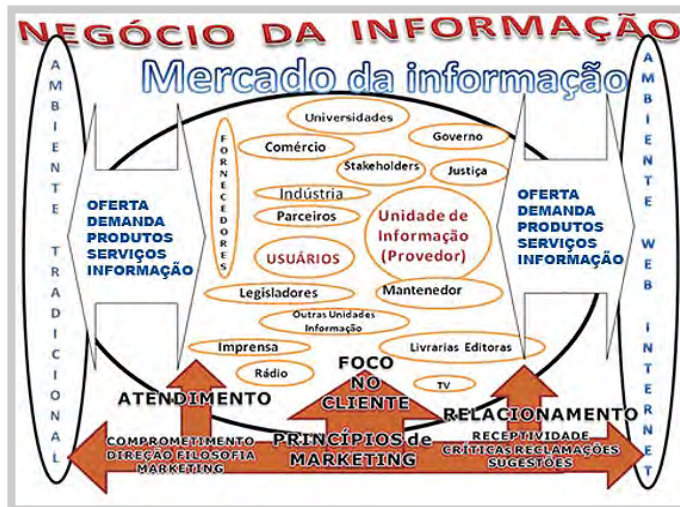 NEGÓCIO DA INFORMAÇÃO
Mercado da informação
AMBIENTE TRADICIONAL
OFERTA
DEMANDA
PRODUTOS
SERVIÇOS
INFORMAÇÃO
FORNECEDORES
Universidades
Comércio
Governo
Stakeholders
Justiça
Indústria
Parceiros
Unidade de
Informação
(Provedor)
USUÁRIOS
Legisladores
Mantenedor
Outras Unidades
Informação
Imprensa
Livrarias Editoras
Rádio
TV
OFERTA
DEMANDA
PRODUTOS
SERVIÇOS
INFORMAÇÃO
AMBIENTE WEB INTERNET
ATENDIMENTO
FOCO
NO
CLIENTE
RELACIONAMENTO
COMPROMETIMENTO
DIREÇÃO FILOSOFIA
MARKETING
PRINCÍPIOS de
MARKETING
RECEPTIVIDADE
CRÍTICAS RECLAMAÇÕES
SUGESTÕES